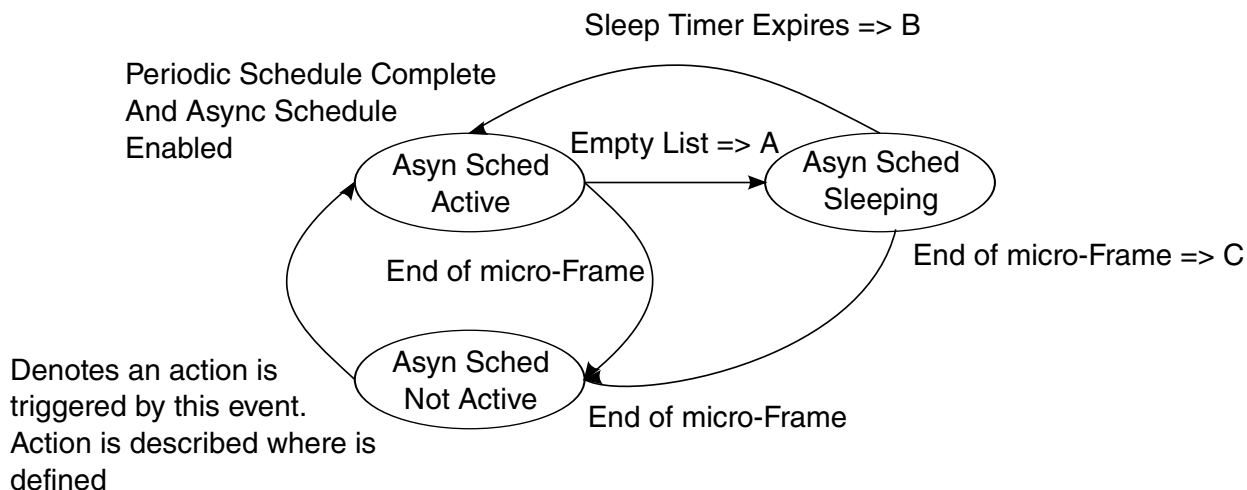 Sleep Timer Expires => B
Periodic Schedule Complete
And Async Schedule
Enabled
Empty List => A
Asyn Sched
Active
Asyn Sched
Sleeping
End of micro-Frame
End of micro-Frame => C
Asyn Sched
Not Active
End of micro-Frame
Denotes an action is
triggered by this event.
Action is described where is
defined